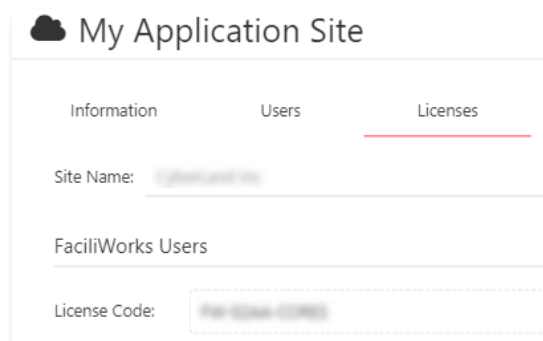 My Application Site
Information Users Licenses
Site Name:
FaciliWorks Users
License Code: